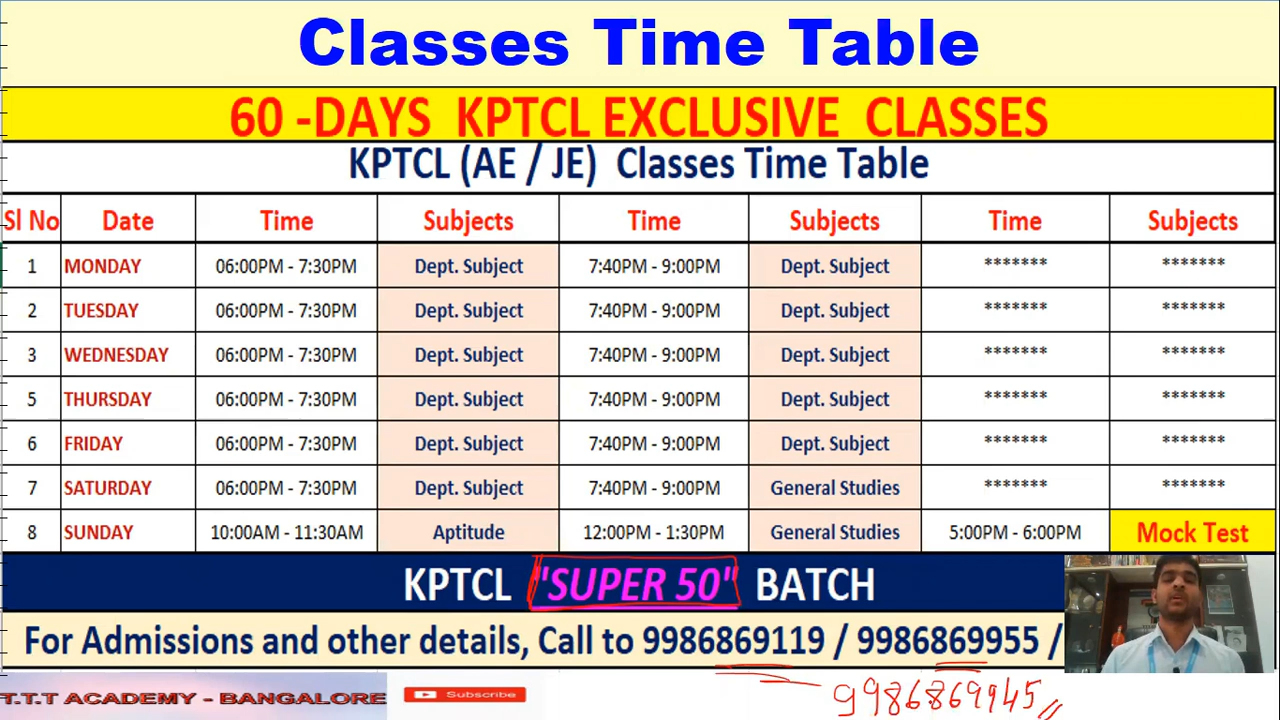 Classes Time Table
60 -DAYS KPTCL EXCLUSIVE CLASSES
KPTCL (AE / JE) Classes Time Table
Sl No Date Time Subjects Time Subjects Time Subjects
1 MONDAY 06:00PM - 7:30PM Dept. Subject 7:40PM - 9:00PM Dept. Subject ******* *******
2 TUESDAY 06:00PM - 7:30PM Dept. Subject 7:40PM - 9:00PM Dept. Subject ******* *******
3 WEDNESDAY 06:00PM - 7:30PM Dept. Subject 7:40PM - 9:00PM Dept. Subject ******* *******
5 THURSDAY 06:00PM - 7:30PM Dept. Subject 7:40PM - 9:00PM Dept. Subject ******* *******
6 FRIDAY 06:00PM - 7:30PM Dept. Subject 7:40PM - 9:00PM Dept. Subject ******* *******
7 SATURDAY 06:00PM - 7:30PM Dept. Subject 7:40PM - 9:00PM General Studies ******* *******
8 SUNDAY 10:00AM - 11:30AM Aptitude 12:00PM - 1:30PM General Studies 5:00PM - 6:00PM Mock Test
KPTCL "SUPER 50" BATCH
For Admissions and other details, Call to 9986869119 / 9986869955 /
T.T.T ACADEMY - BANGALORE Subscribe 9986869945